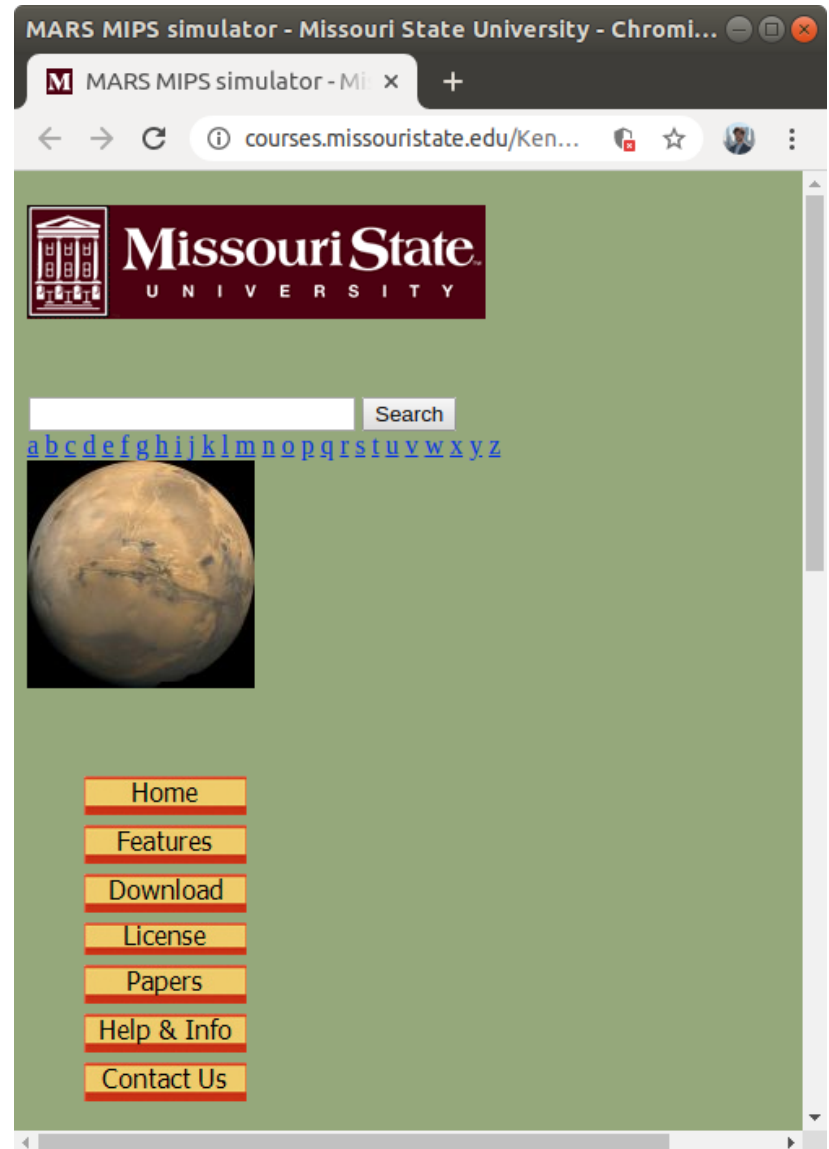 MARS MIPS simulator - Missouri State University - Chromi...
MARS MIPS simulator - Mi
courses.missouristate.edu/Ken...
Missouri State™
UNIVERSITY
Search
a b c d e f g h i j k l m n o p q r s t u v w x y z
Home
Features
Download
License
Papers
Help & Info
Contact Us